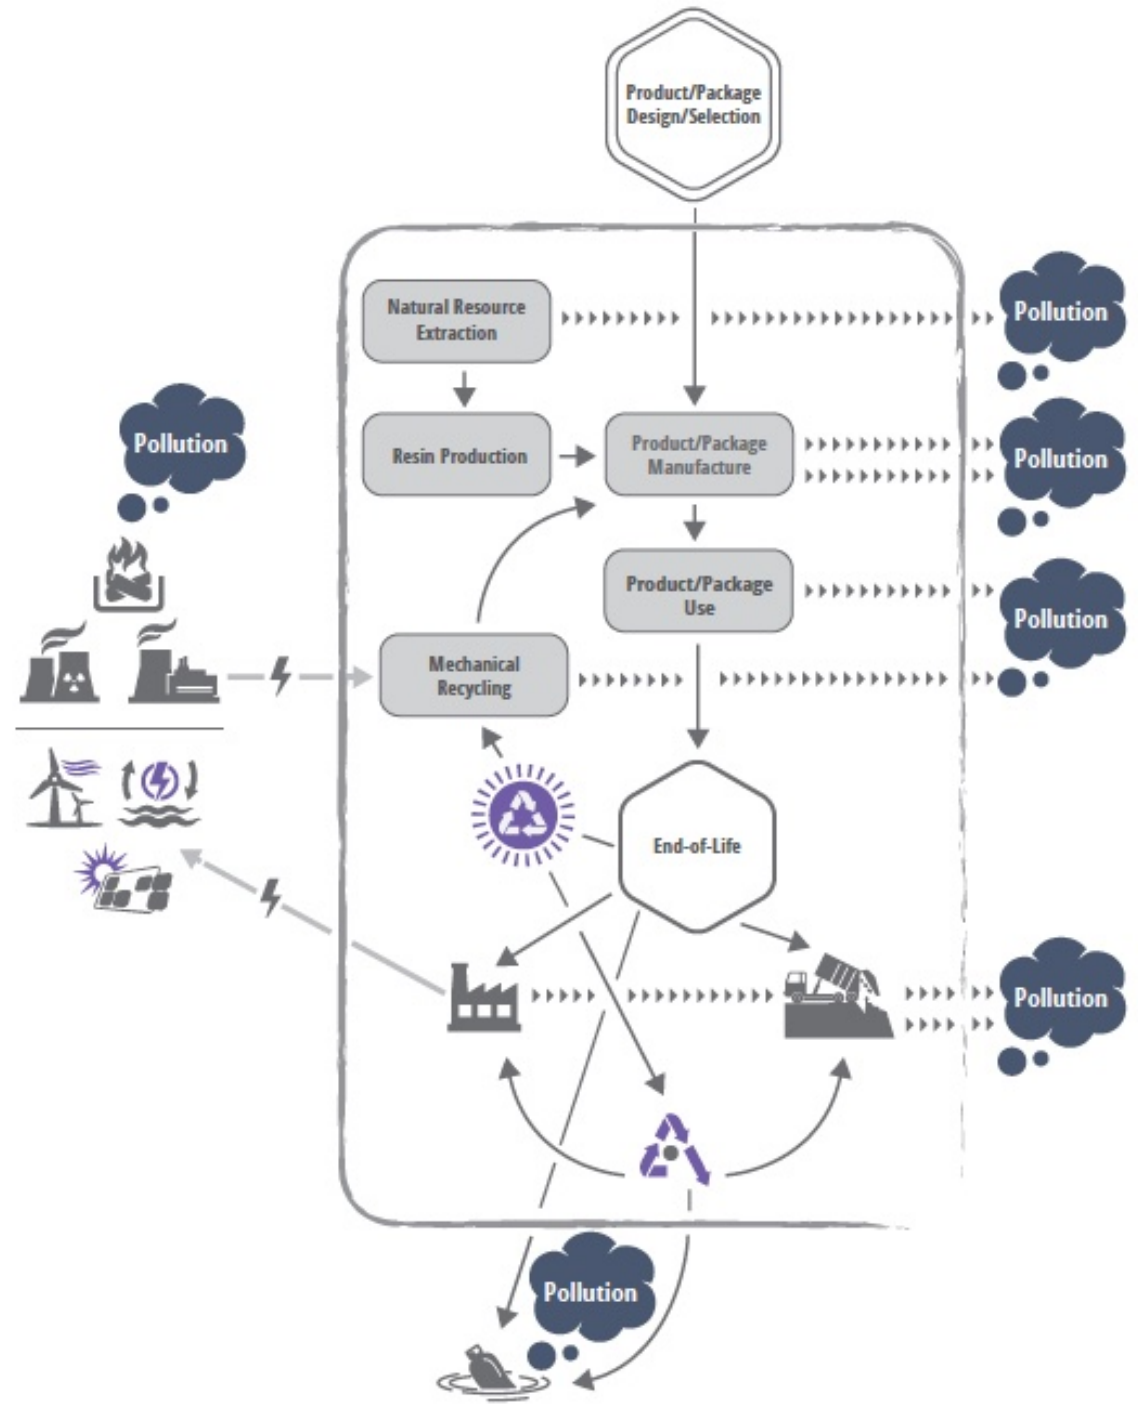 Product/Package
Design/Selection
Natural Resource
Extraction
Pollution
Pollution
Resin Production
Product/Package
Manufacture
Pollution
Product/Package
Use
Pollution
Mechanical
Recycling
End-of-Life
Pollution
Pollution